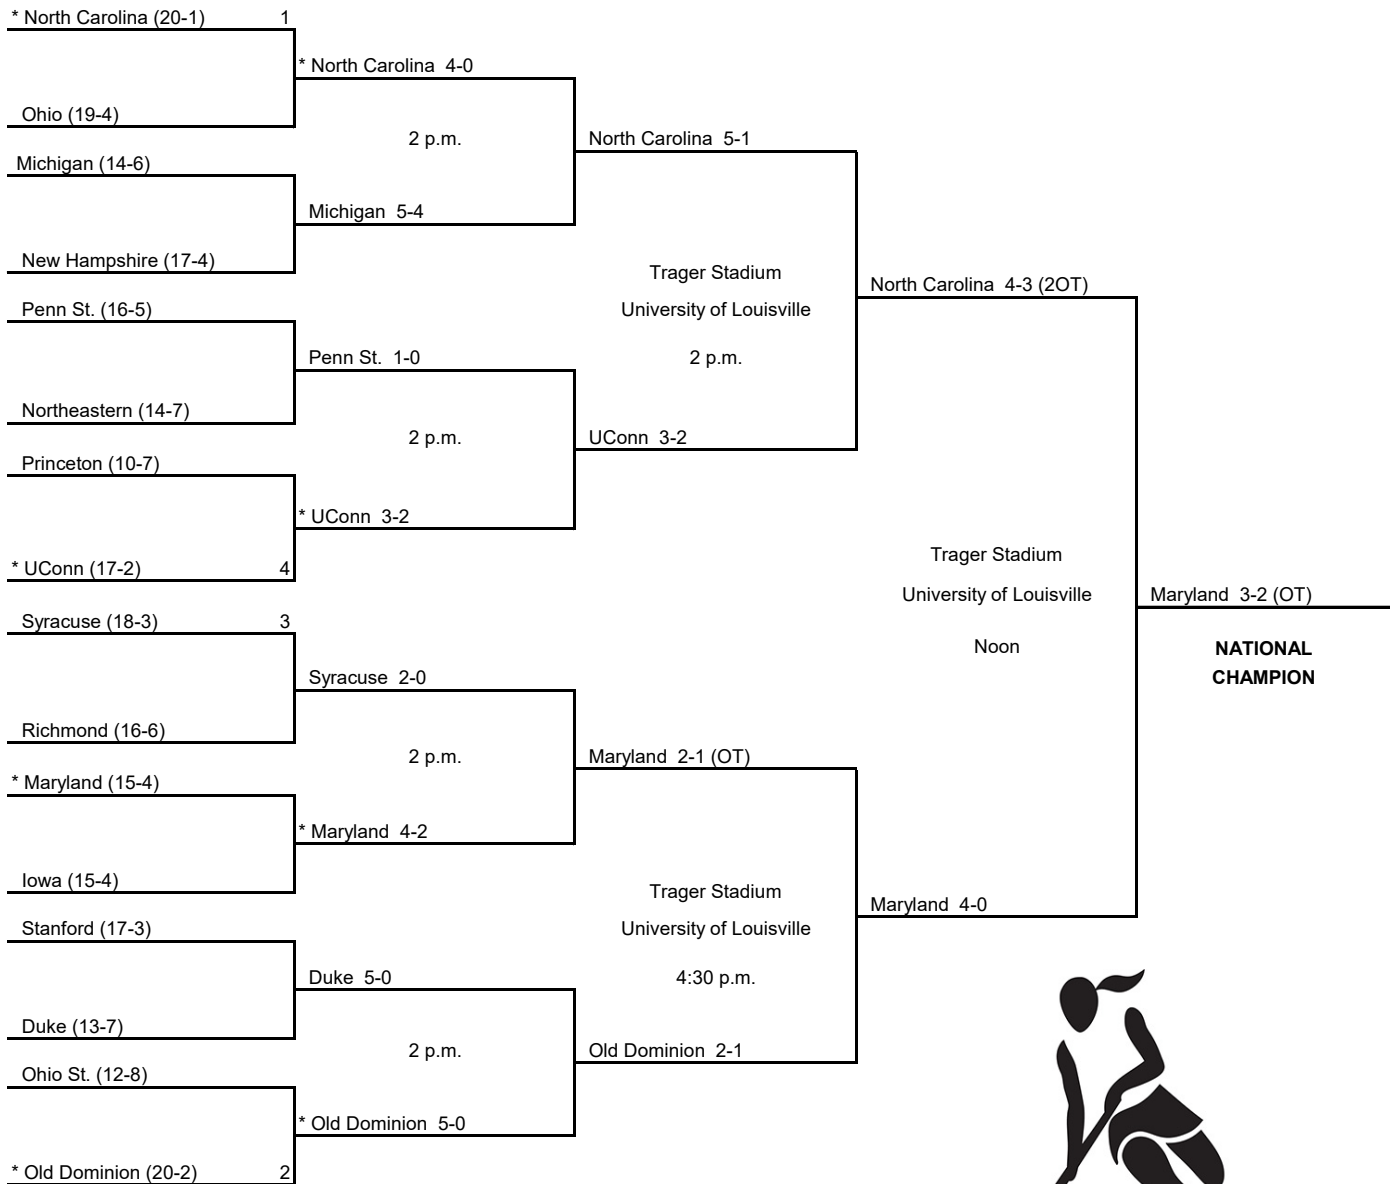 * North Carolina (20-1) 1
* North Carolina 4-0
Ohio (19-4)
2 p.m.
North Carolina 5-1
Michigan (14-6)
Michigan 5-4
New Hampshire (17-4)
Trager Stadium
University of Louisville
2 p.m.
North Carolina 4-3 (2OT)
Penn St. (16-5)
Penn St. 1-0
Northeastern (14-7)
2 p.m.
UConn 3-2
Princeton (10-7)
* UConn 3-2
* UConn (17-2) 4
Trager Stadium
University of Louisville
Noon
Maryland 3-2 (OT)
NATIONAL
CHAMPION
Syracuse (18-3) 3
Syracuse 2-0
Richmond (16-6)
2 p.m.
Maryland 2-1 (OT)
* Maryland (15-4)
* Maryland 4-2
Iowa (15-4)
Trager Stadium
University of Louisville
4:30 p.m.
Maryland 4-0
Stanford (17-3)
Duke 5-0
Duke (13-7)
2 p.m.
Old Dominion 2-1
Ohio St. (12-8)
* Old Dominion 5-0
* Old Dominion (20-2) 2